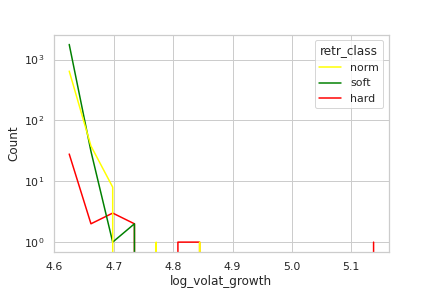 retr_class
norm
soft
hard
10³
10²
10¹
10⁰
Count
4.6 4.7 4.8 4.9 5.0 5.1
log_volat_growth